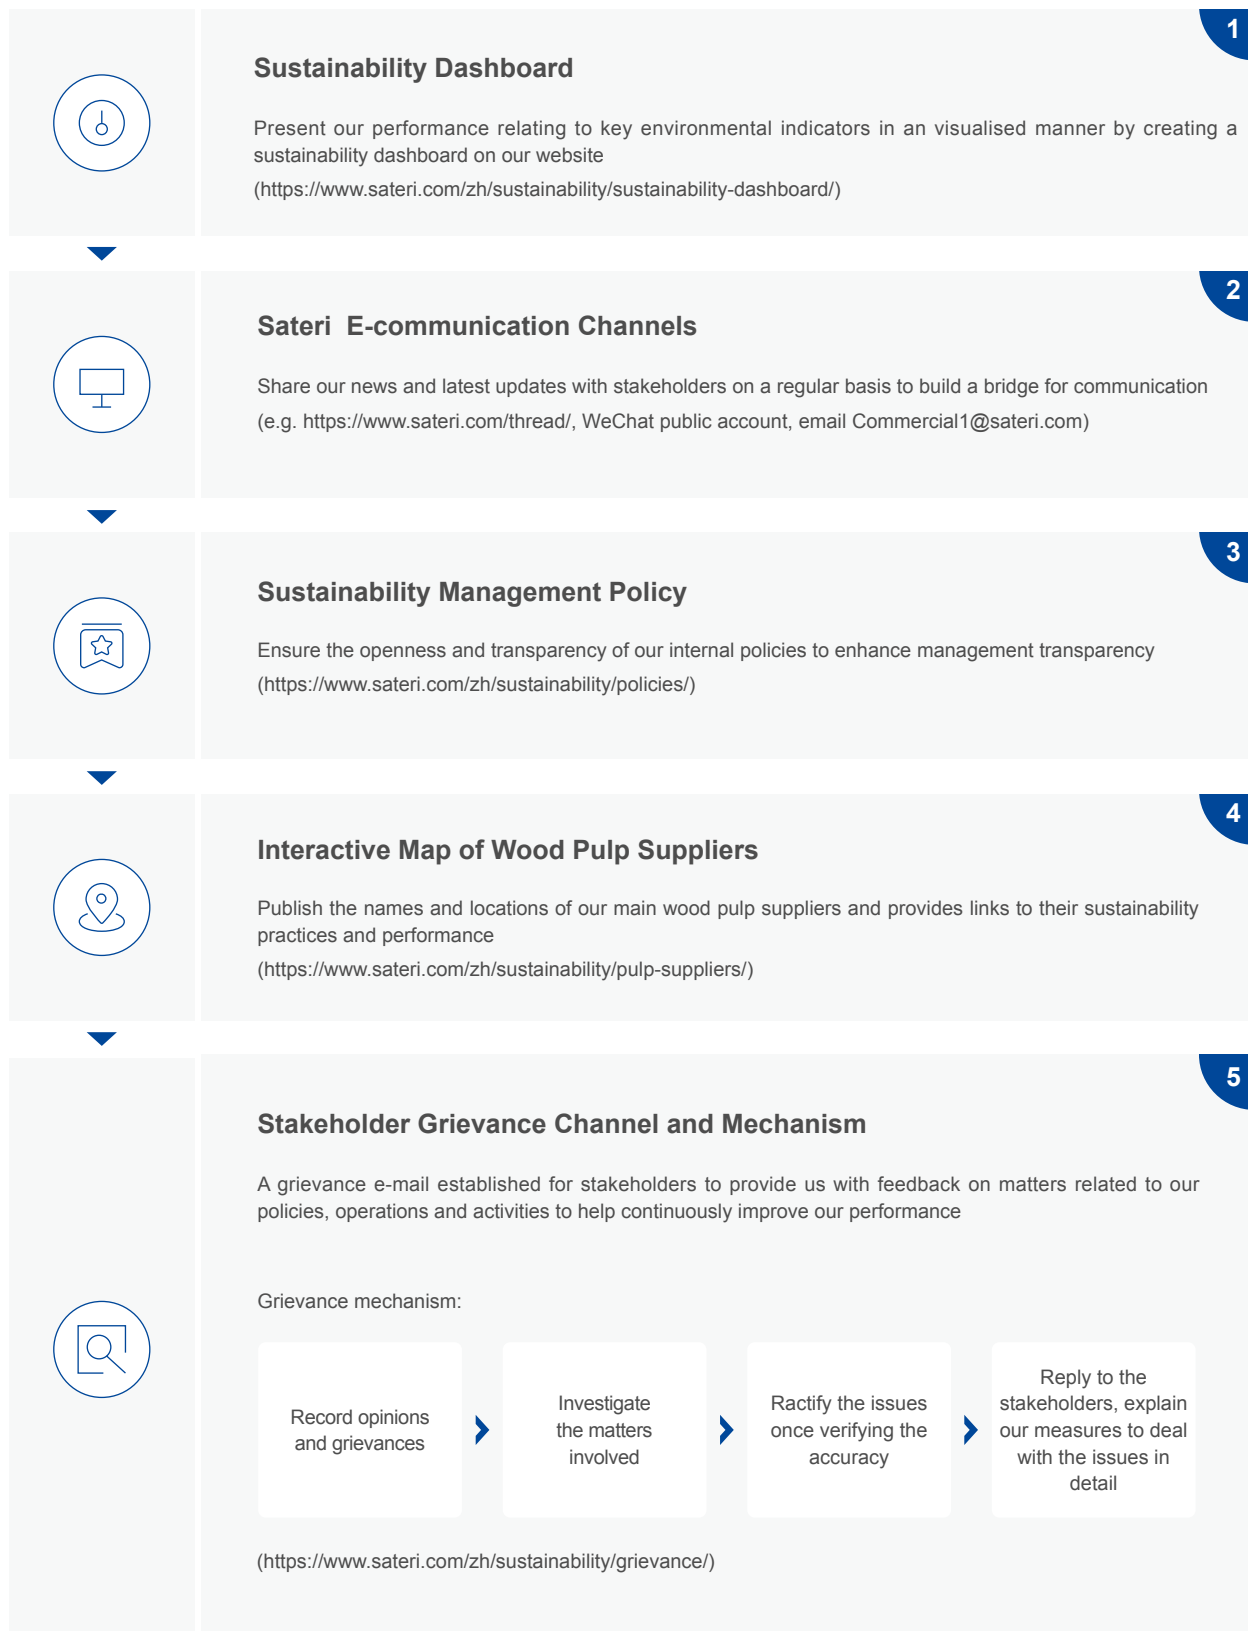 1
Sustainability Dashboard
Present our performance relating to key environmental indicators in an visualised manner by creating a
sustainability dashboard on our website
(https://www.sateri.com/zh/sustainability/sustainability-dashboard/)
2
Sateri  E-communication Channels
Share our news and latest updates with stakeholders on a regular basis to build a bridge for communication
(e.g. https://www.sateri.com/thread/, WeChat public account, email Commercial1@sateri.com)
3
Sustainability Management Policy
Ensure the openness and transparency of our internal policies to enhance management transparency
(https://www.sateri.com/zh/sustainability/policies/)
4
Interactive Map of Wood Pulp Suppliers
Publish the names and locations of our main wood pulp suppliers and provides links to their sustainability
practices and performance
(https://www.sateri.com/zh/sustainability/pulp-suppliers/)
5
Stakeholder Grievance Channel and Mechanism
A grievance e-mail established for stakeholders to provide us with feedback on matters related to our
policies, operations and activities to help continuously improve our performance
Grievance mechanism:
Record opinions
and grievances
Investigate
the matters
involved
Ractify the issues
once verifying the
accuracy
Reply to the
stakeholders, explain
our measures to deal
with the issues in
detail
(https://www.sateri.com/zh/sustainability/grievance/)